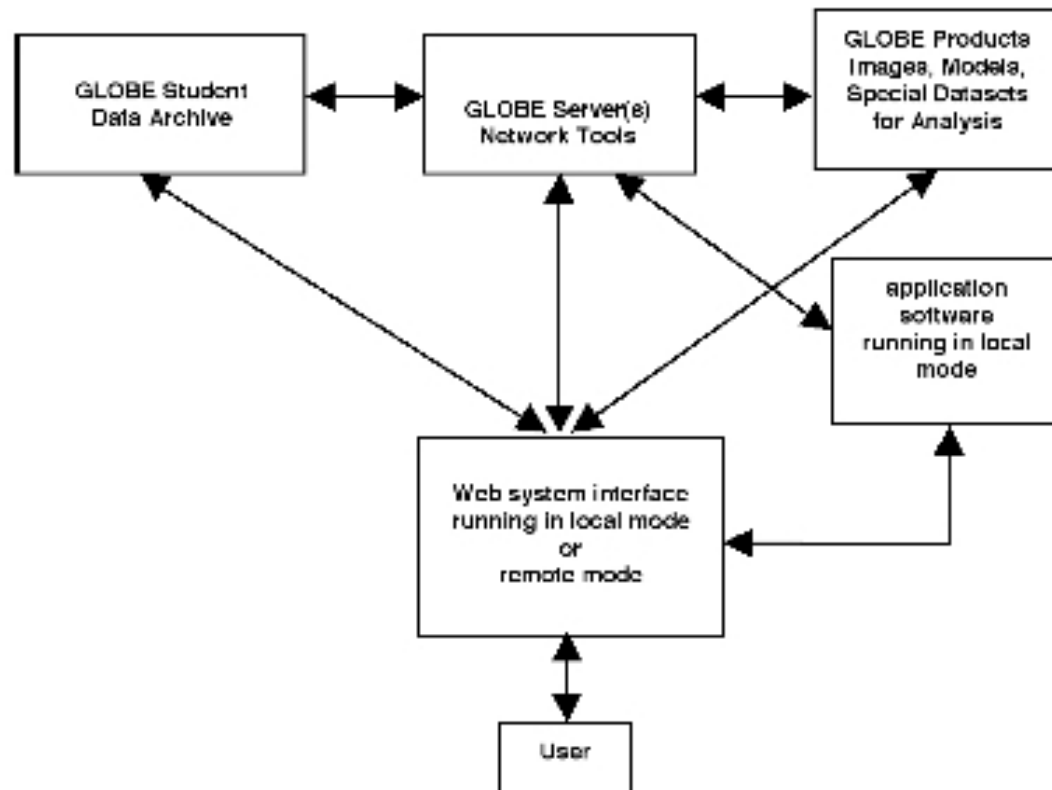 GLOBE Student
Data Archive
GLOBE Server(s)
Network Tools
GLOBE Products
Images, Models,
Special Datasets
for Analysis
application
software
running in local
mode
Web system interface
running in local mode
or
remote mode
User